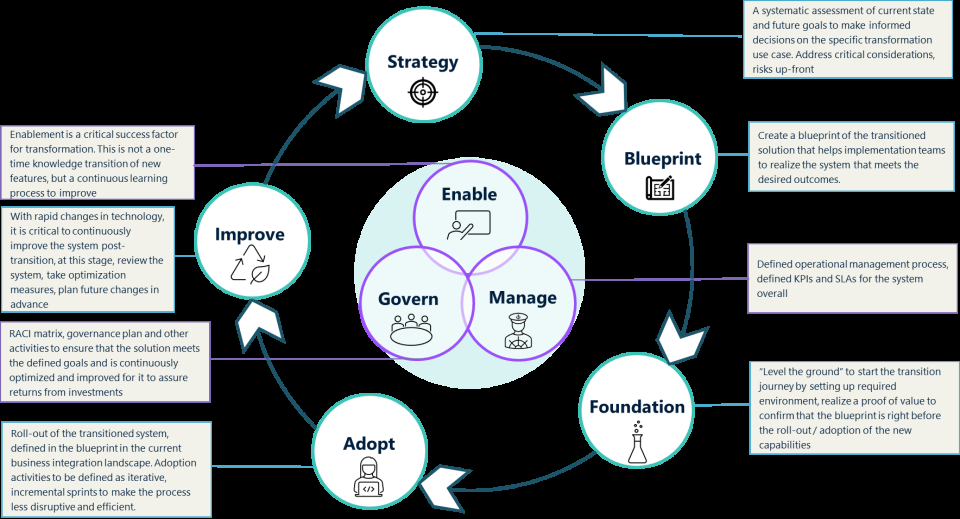 Strategy
A systematic assessment of current state
and future goals to make informed
decisions on the specific transformation
use case. Address critical considerations,
risks up-front
Blueprint
Create a blueprint of the transitioned
solution that helps implementation teams
to realize the system that meets the
desired outcomes.
Enablement is a critical success factor
for transformation. This is not a one-
time knowledge transition of new
features, but a continuous learning
process to improve
Enable
Improve
With rapid changes in technology,
it is critical to continuously
improve the system post-
transition, at this stage, review the
system, take optimization
measures, plan future changes in
advance
Govern
Manage
Defined operational management process,
defined KPIs and SLAs for the system
overall
RACI matrix, governance plan and other
activities to ensure that the solution meets
the defined goals and is continuously
optimized and improved for it to assure
returns from investments
Foundation
"Level the ground" to start the transition
journey by setting up required
environment, realize a proof of value to
confirm that the blueprint is right before
the roll-out/ adoption of the new
capabilities
Adopt
Roll-out of the transitioned system,
defined in the blueprint in the current
business integration landscape. Adoption
activities to be defined as iterative,
incremental sprints to make the process
less disruptive and efficient.